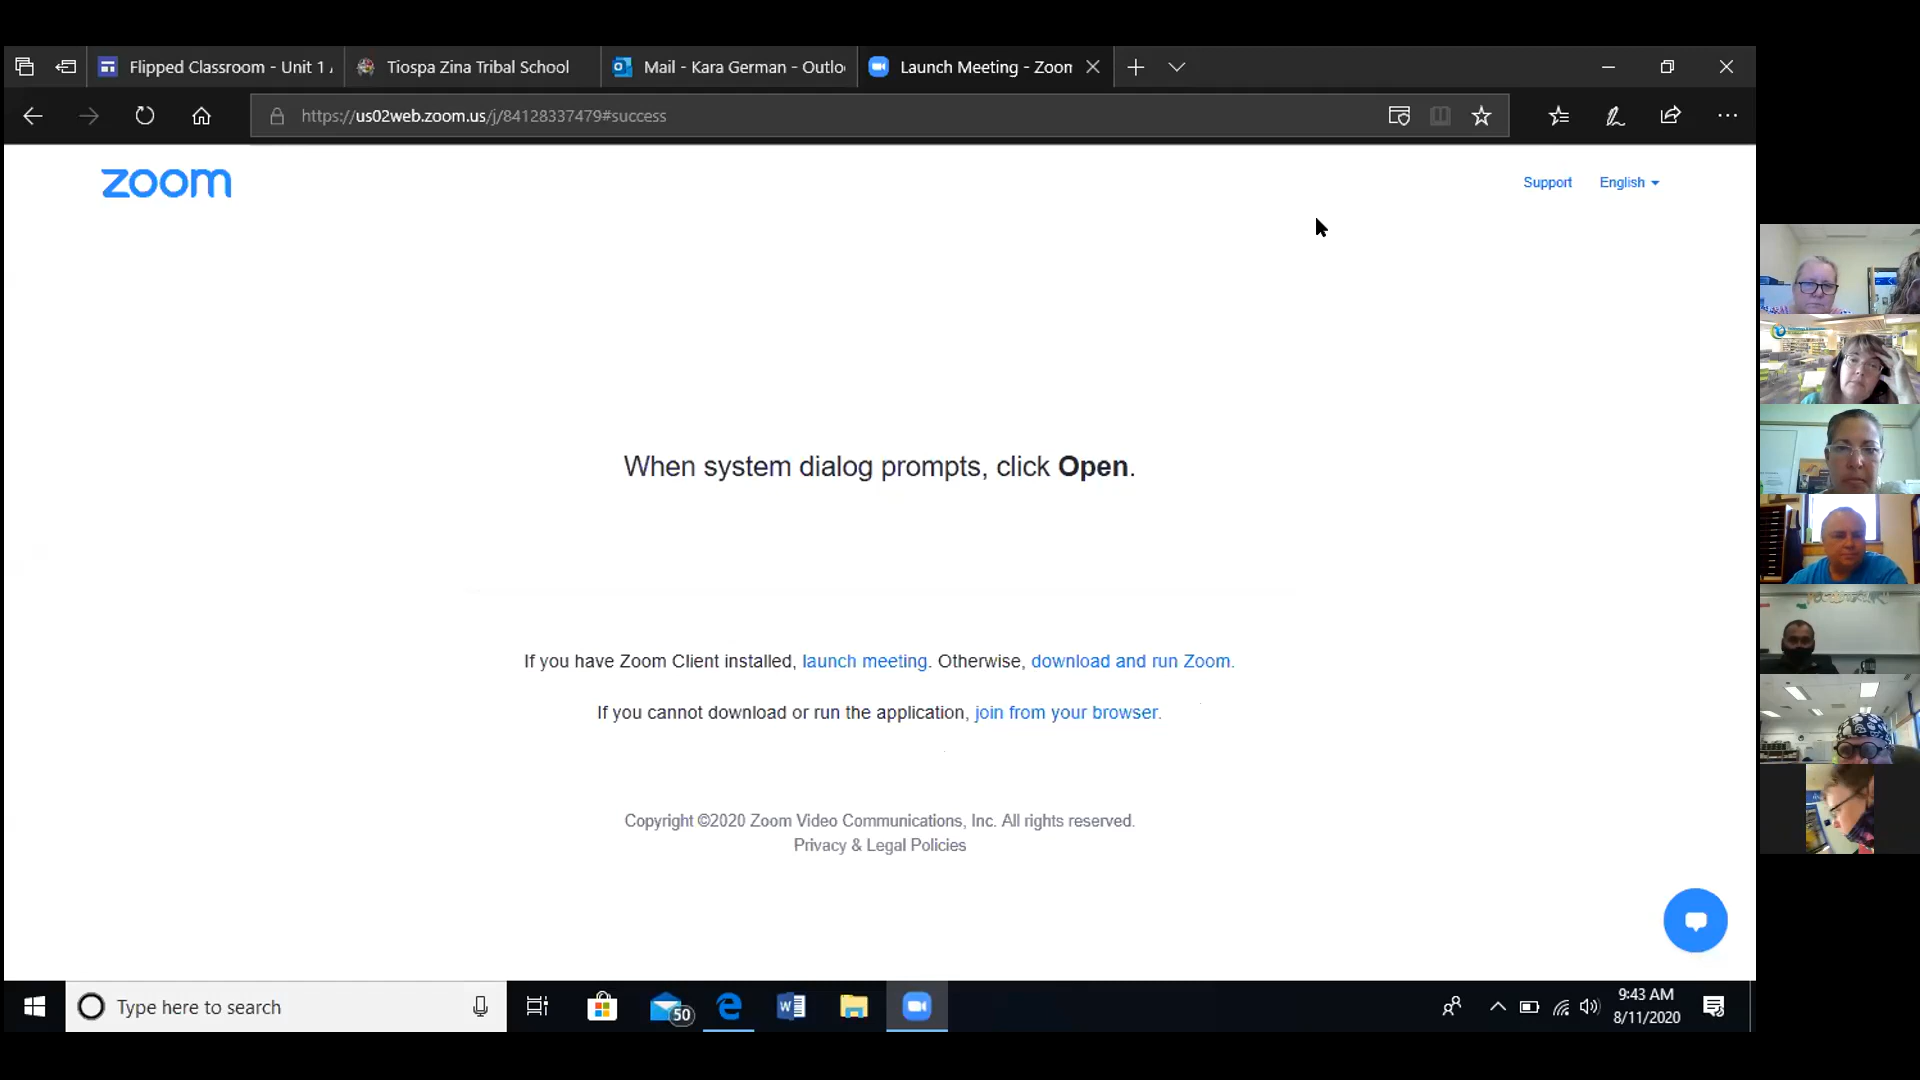 Flipped Classroom - Unit 1
Tiospa Zina Tribal School
Mail - Kara German - Outlo
Launch Meeting - Zoon
https://us02web.zoom.us/j/84128337479#success
zoom
Support
English
When system dialog prompts, click Open.
If you have Zoom Client installed, launch meeting. Otherwise, download and run Zoom.
If you cannot download or run the application, join from your browser.
Copyright ©2020 Zoom Video Communications, Inc. All rights reserved.
Privacy & Legal Policies
Type here to search
50
9:43 AM
8/11/2020